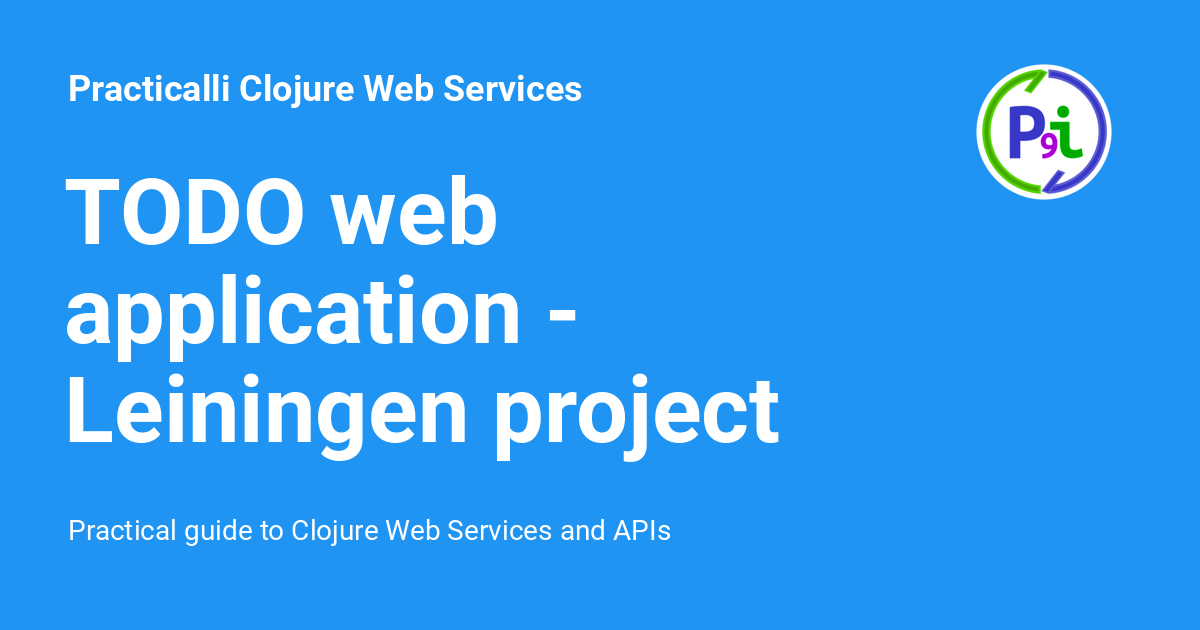 Practicalli Clojure Web Services
P9i
TODO web
application -
Leiningen project
Practical guide to Clojure Web Services and APIs